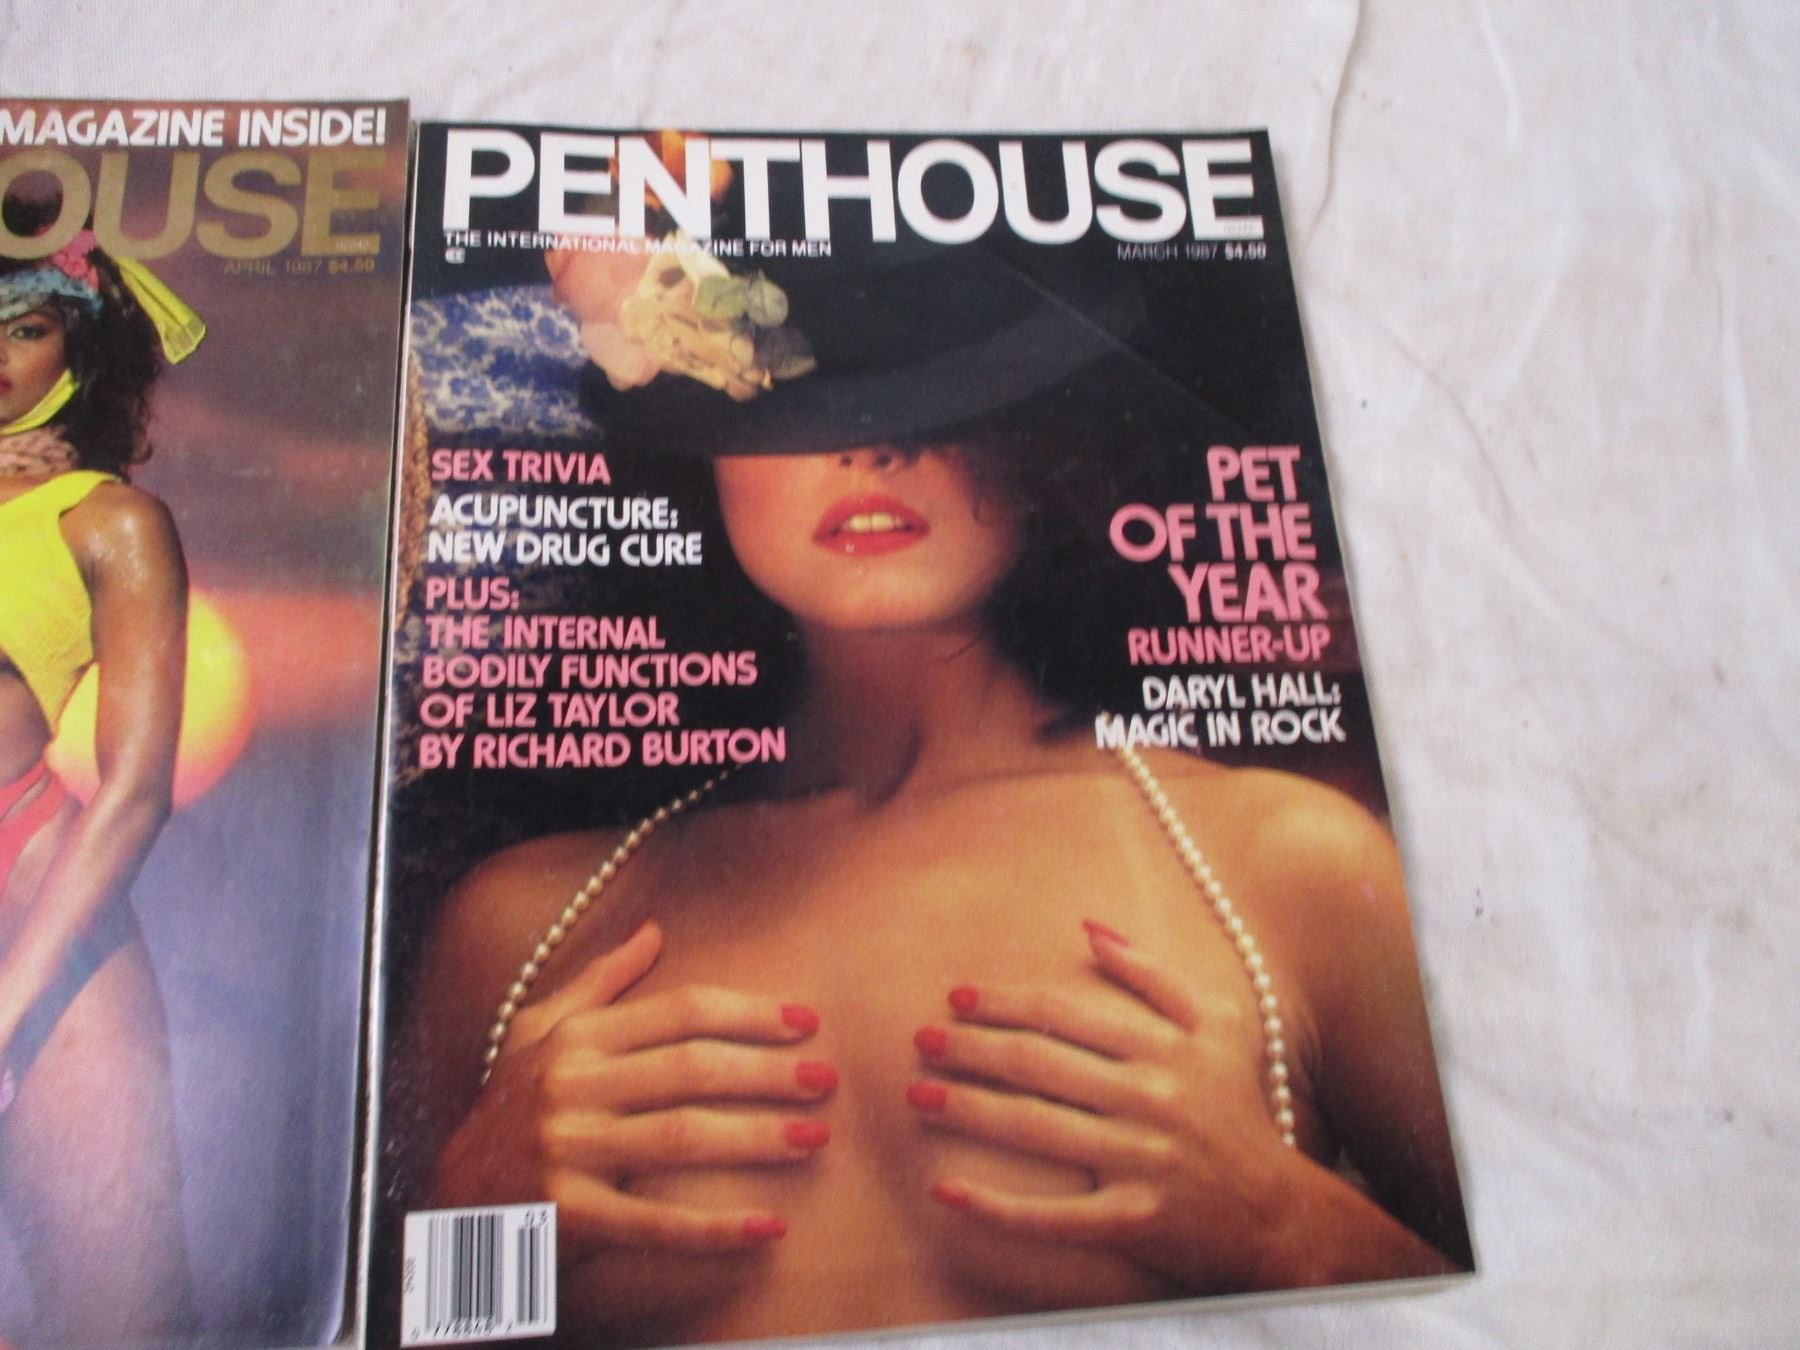 MAGAZINE INSIDE!
OUSE
APRIL 1987 $4.50
PENTHOUSE
THE INTERNATIONAL MAGAZINE FOR MEN
MARCH 1987 $4.50
SEX TRIVIA
ACUPUNCTURE:
NEW DRUG CURE
PLUS:
THE INTERNAL
BODILY FUNCTIONS
OF LIZ TAYLOR
BY RICHARD BURTON
PET
OF THE
YEAR
RUNNER-UP
DARYL HALL:
MAGIC IN ROCK
03